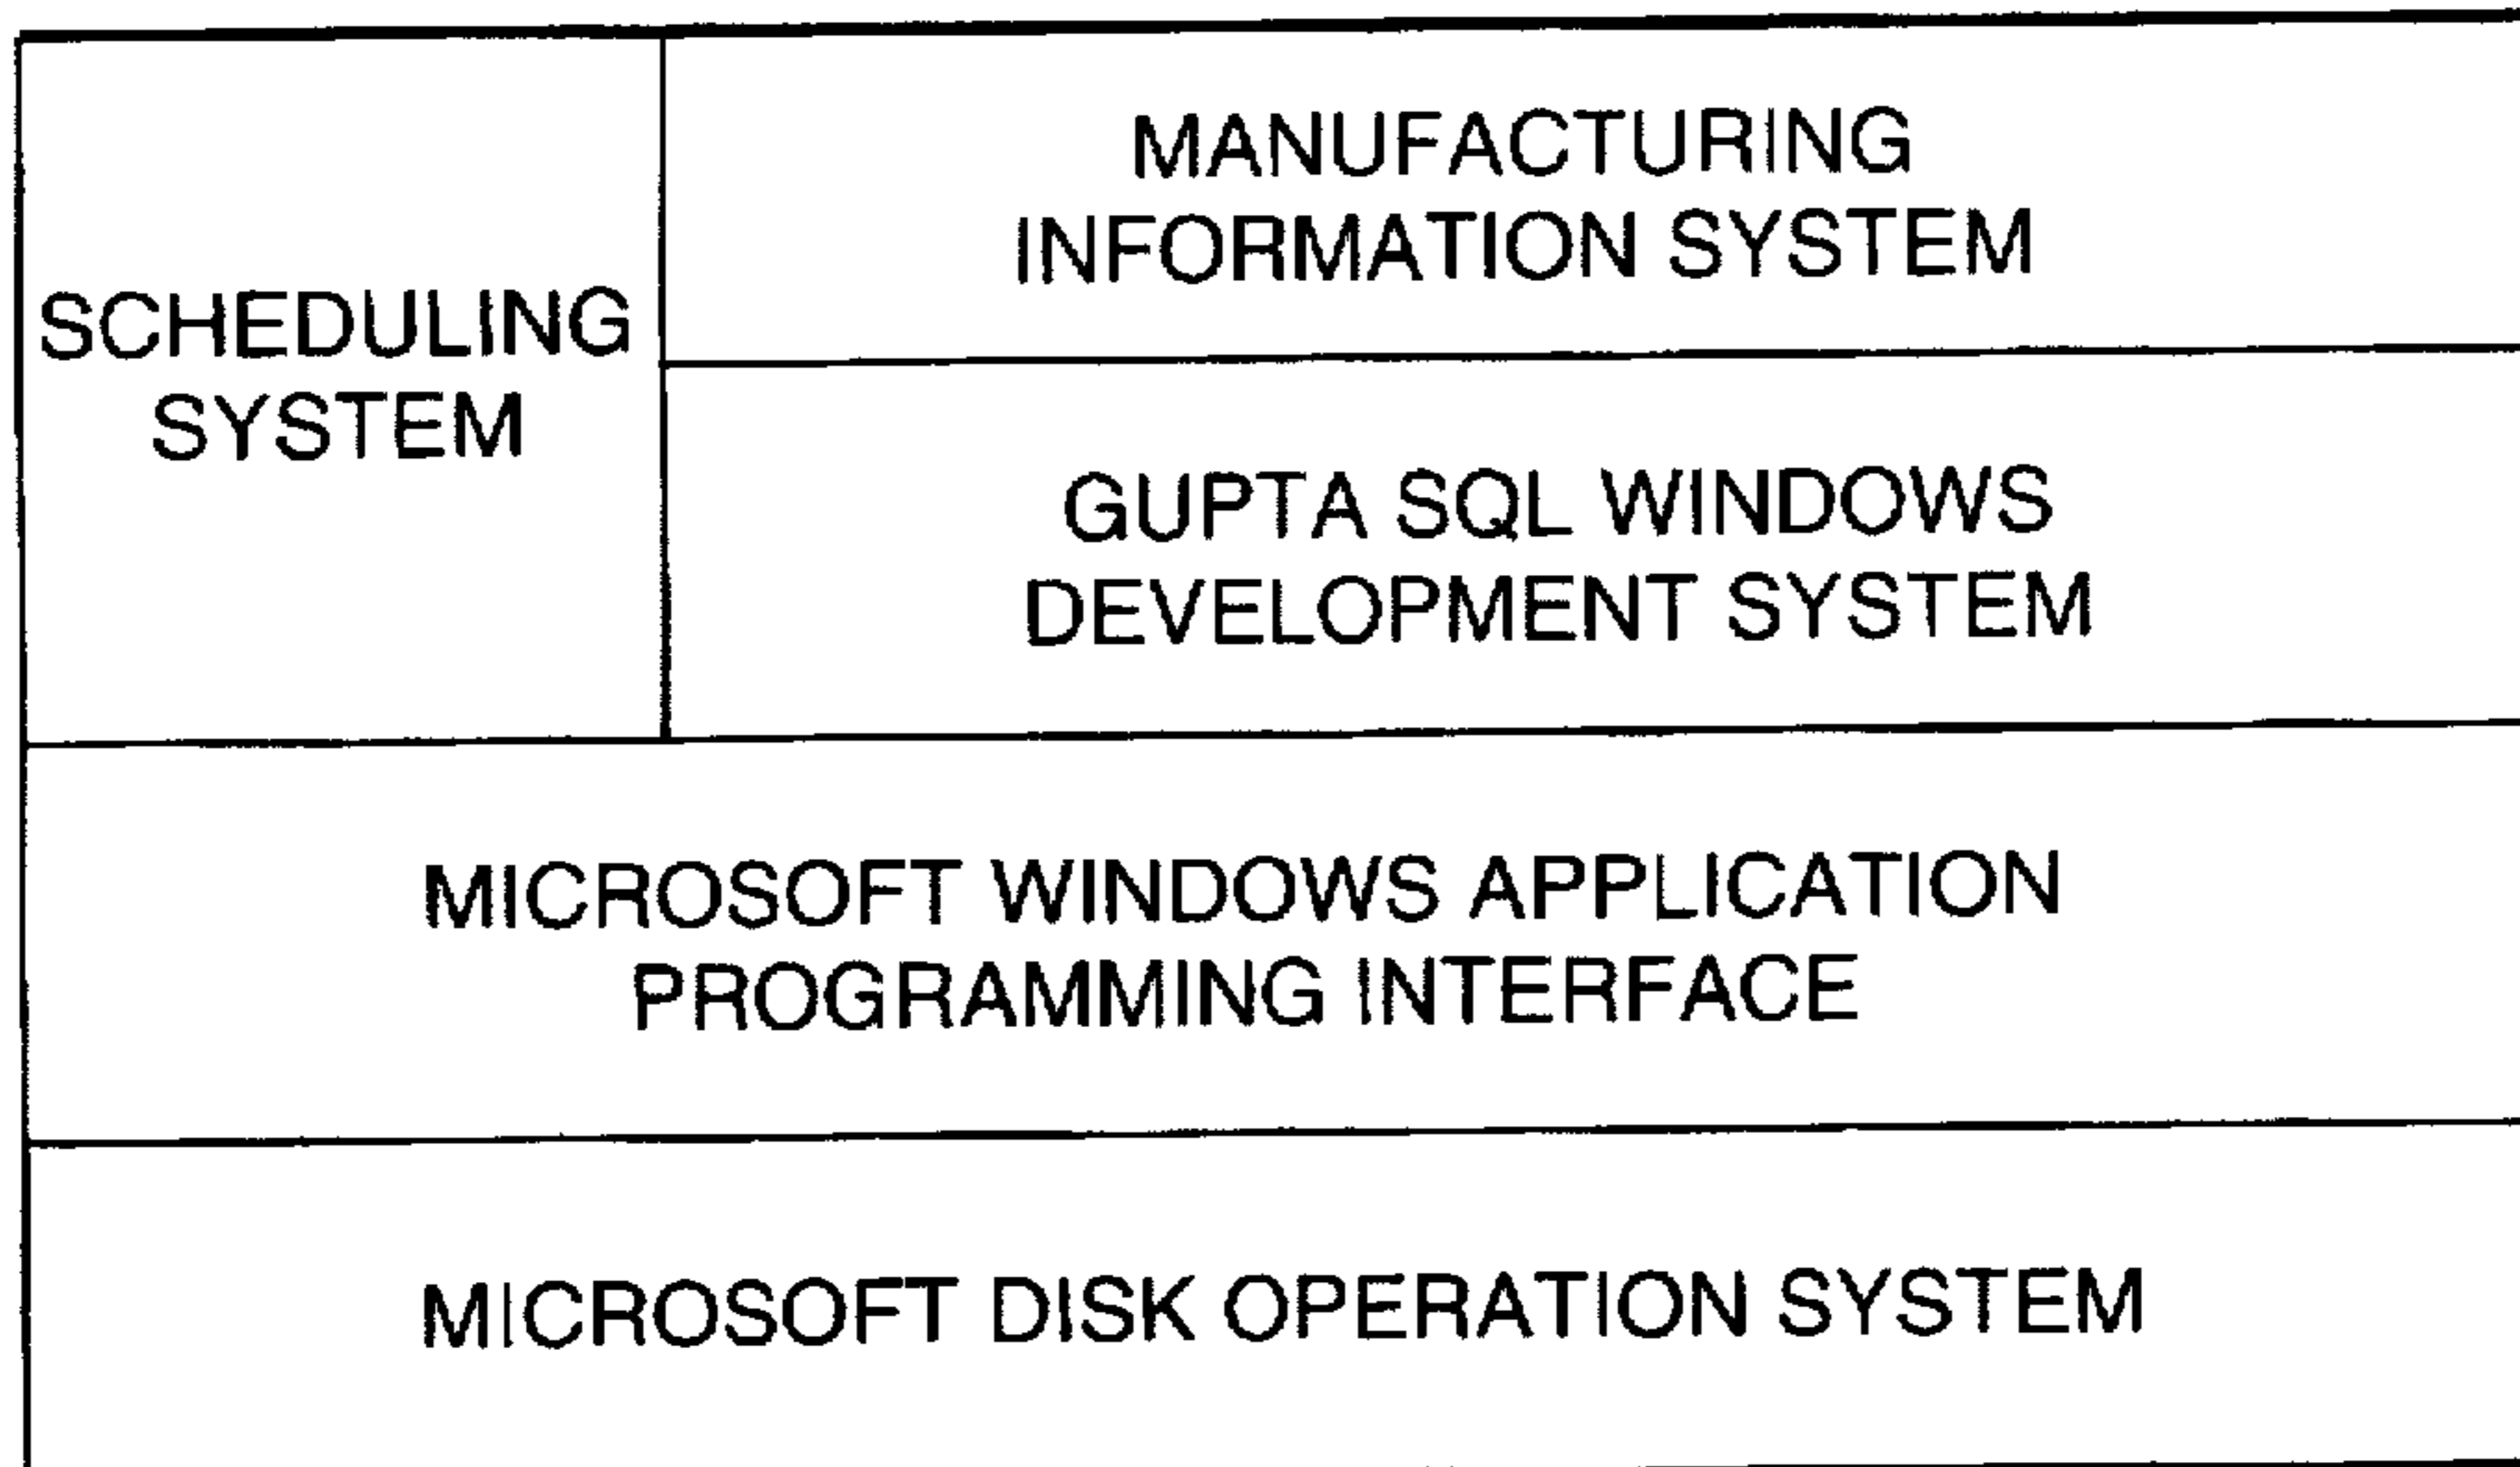 SCHEDULING
SYSTEM
MANUFACTURING
INFORMATION SYSTEM
GUPTA SQL WINDOWS
DEVELOPMENT SYSTEM
MICROSOFT WINDOWS APPLICATION
PROGRAMMING INTERFACE
MICROSOFT DISK OPERATION SYSTEM